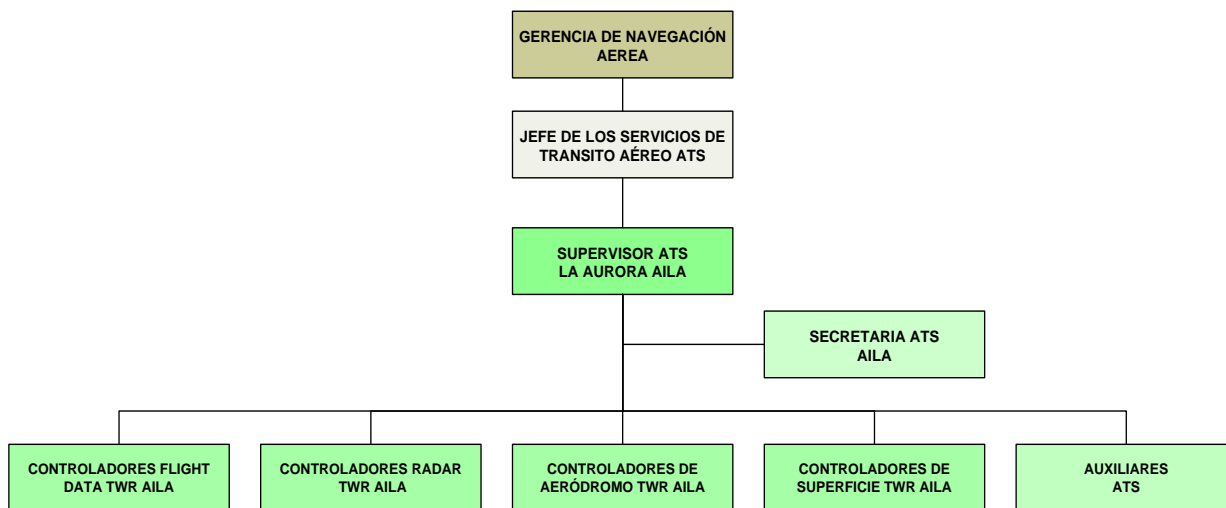 GERENCIA DE NAVEGACIÓN
AEREA
JEFE DE LOS SERVICIOS DE
TRANSITO AÉREO ATS
SUPERVISOR ATS
LA AURORA AILA
SECRETARIA ATS
AILA
CONTROLADORES FLIGHT
DATA TWR AILA
CONTROLADORES RADAR
TWR AILA
CONTROLADORES DE
AERÓDROMO TWR AILA
CONTROLADORES DE
SUPERFICIE TWR AILA
AUXILIARES
ATS